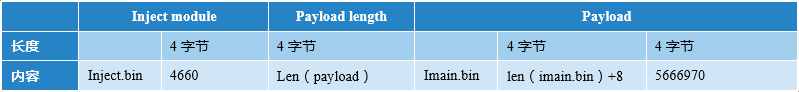 Inject module Payload length Payload
长度 4 字节 4 字节 4 字节 4 字节
内容 Inject.bin 4660 Len（payload） Imain.bin len（imain.bin）+8 5666970